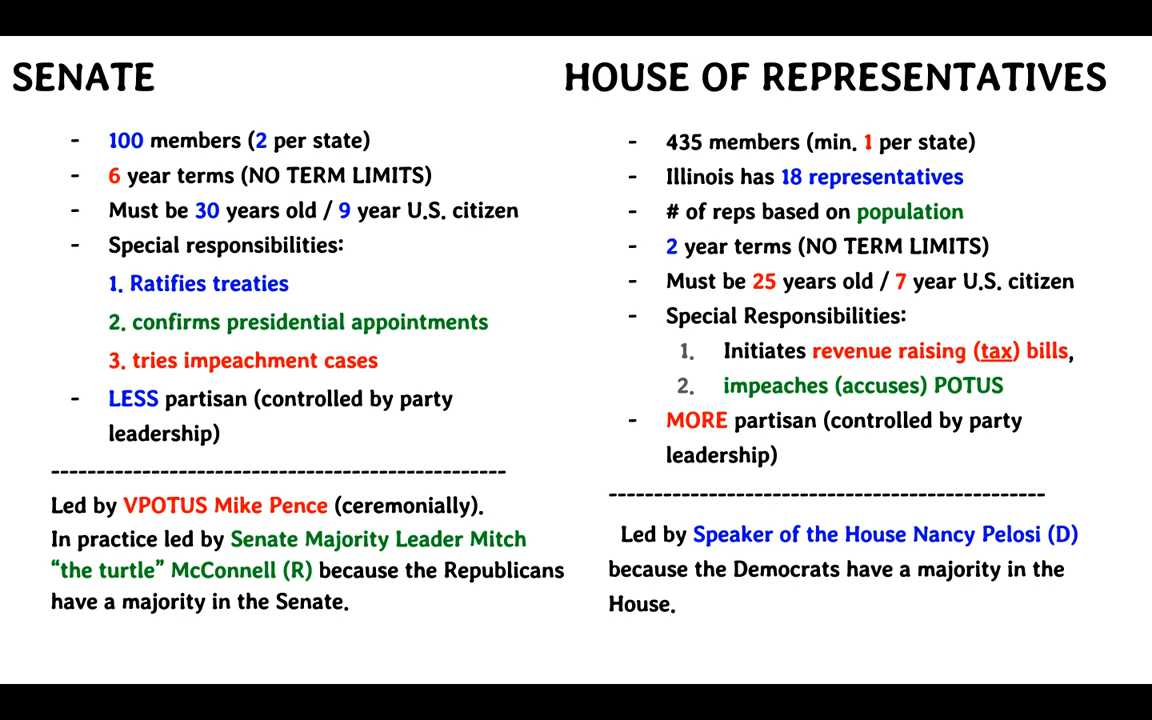 SENATE
- 100 members (2 per state)
- 6 year terms (NO TERM LIMITS)
- Must be 30 years old / 9 year U.S. citizen
- Special responsibilities:
1. Ratifies treaties
2. confirms presidential appointments
3. tries impeachment cases
- LESS partisan (controlled by party
leadership)
--------------------------------------------------
Led by VPOTUS Mike Pence (ceremonially).
In practice led by Senate Majority Leader Mitch
“the turtle” McConnell (R) because the Republicans
have a majority in the Senate.
HOUSE OF REPRESENTATIVES
- 435 members (min. 1 per state)
- Illinois has 18 representatives
- # of reps based on population
- 2 year terms (NO TERM LIMITS)
- Must be 25 years old / 7 year U.S. citizen
- Special Responsibilities:
1. Initiates revenue raising (tax) bills,
2. impeaches (accuses) POTUS
- MORE partisan (controlled by party
leadership)
------------------------------------------------
Led by Speaker of the House Nancy Pelosi (D)
because the Democrats have a majority in the
House.